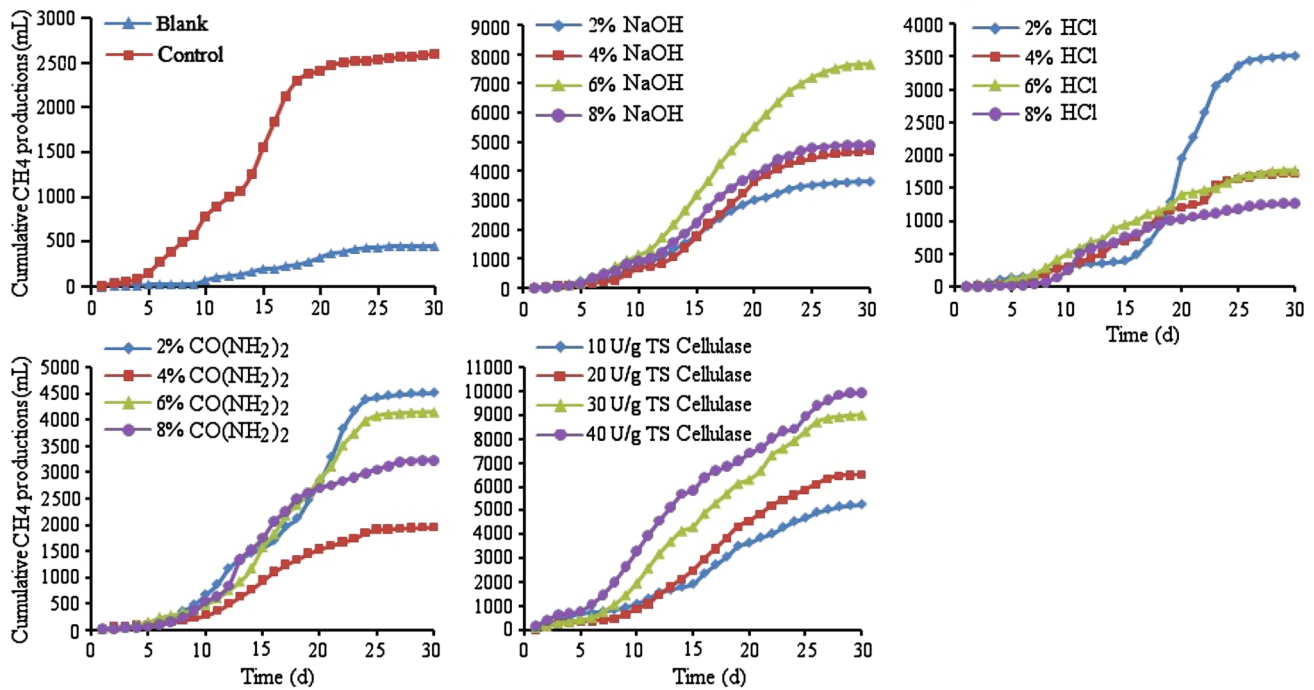 Cumulative CH4 productions (mL)
3000
2500
2000
1500
1000
500
0
Blank
Control
0 5 10 15 20 25 30
9000
8000
7000
6000
5000
4000
3000
2000
1000
0
2% NaOH
4% NaOH
6% NaOH
8% NaOH
0 5 10 15 20 25 30
4000
3500
3000
2500
2000
1500
1000
500
0
2% HCl
4% HCl
6% HCl
8% HCl
0 5 10 15 20 25 30
Time (d)
Cumulative CH4 productions (mL)
5000
4500
4000
3500
3000
2500
2000
1500
1000
500
0
2% CO(NH2)2
4% CO(NH2)2
6% CO(NH2)2
8% CO(NH2)2
0 5 10 15 20 25 30
Time (d)
11000
10000
9000
8000
7000
6000
5000
4000
3000
2000
1000
0
10 U/g TS Cellulase
20 U/g TS Cellulase
30 U/g TS Cellulase
40 U/g TS Cellulase
0 5 10 15 20 25 30
Time (d)